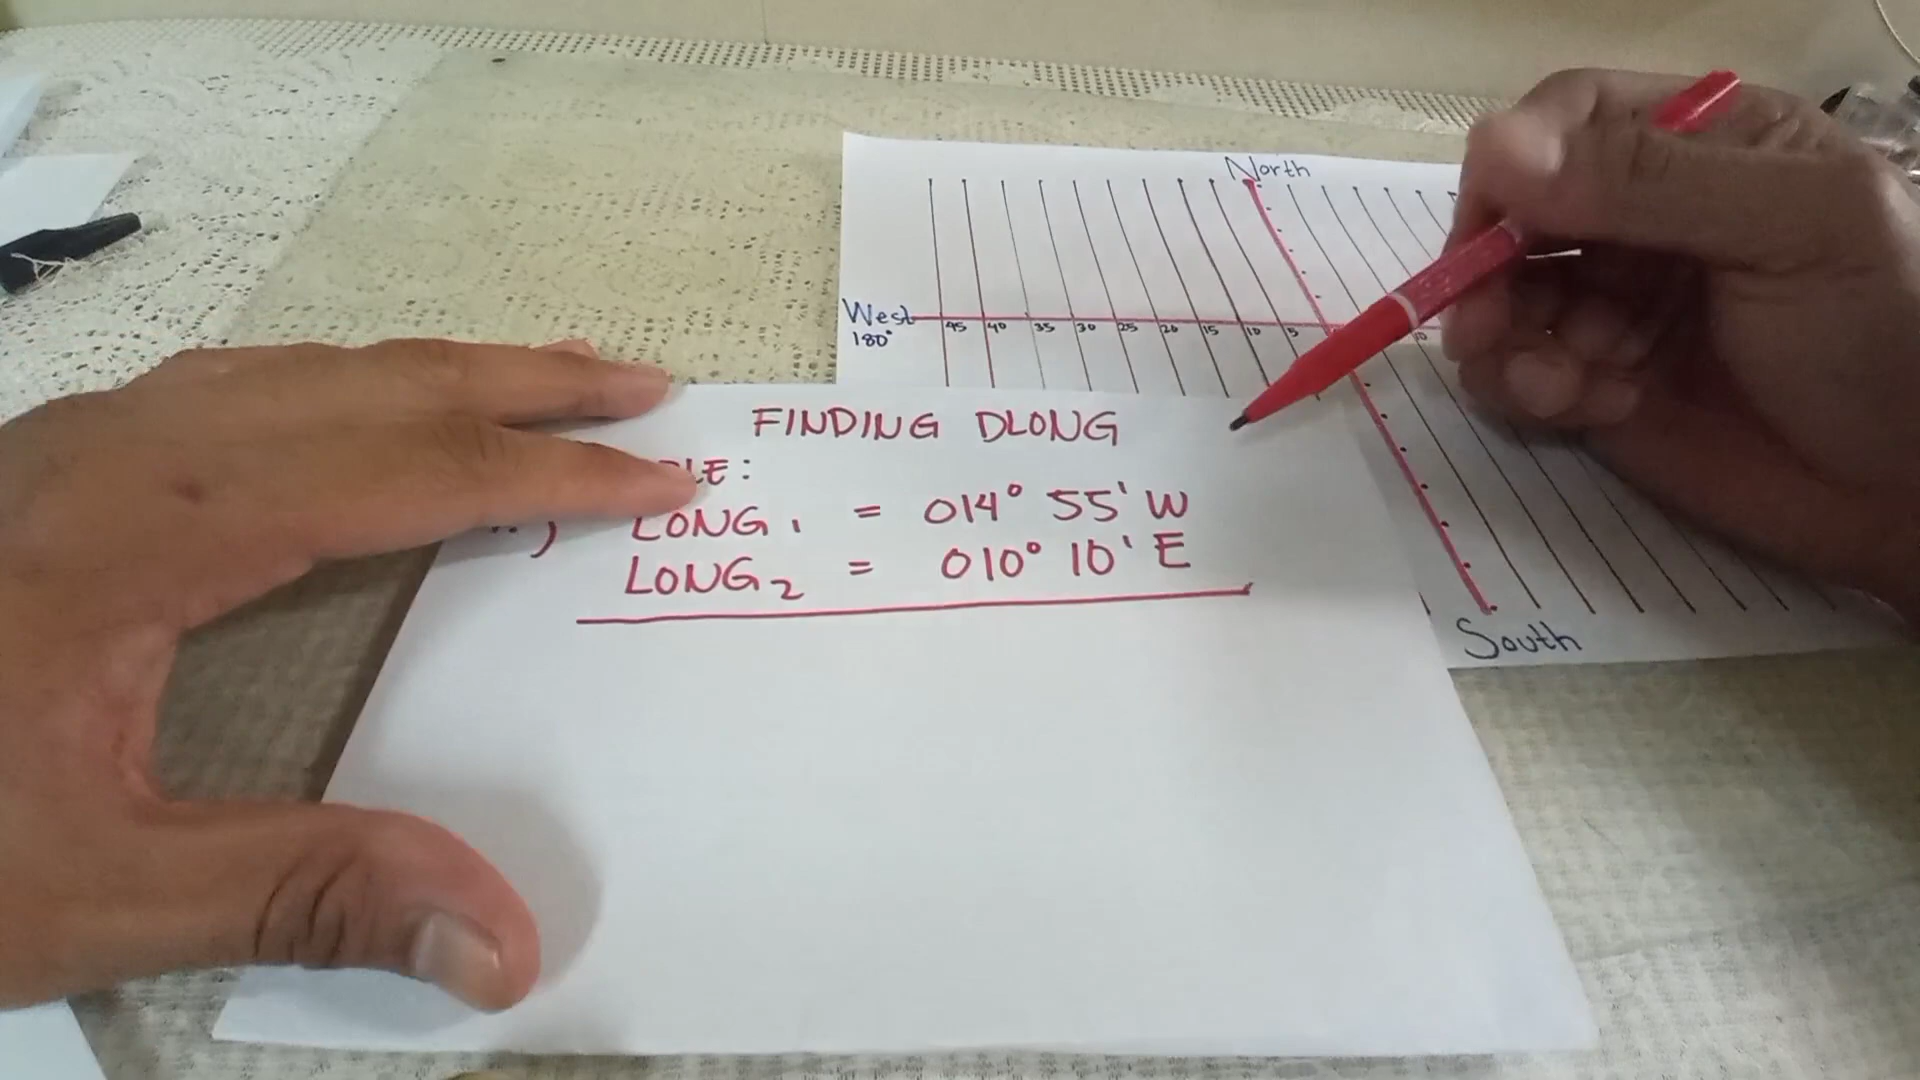 North
West 45 40 35 30 25 20 15 10 5 10
180°
FINDING DLONG
LE:
) LONG₁ = 014° 55' W
LONG₂ = 010° 10' E
South